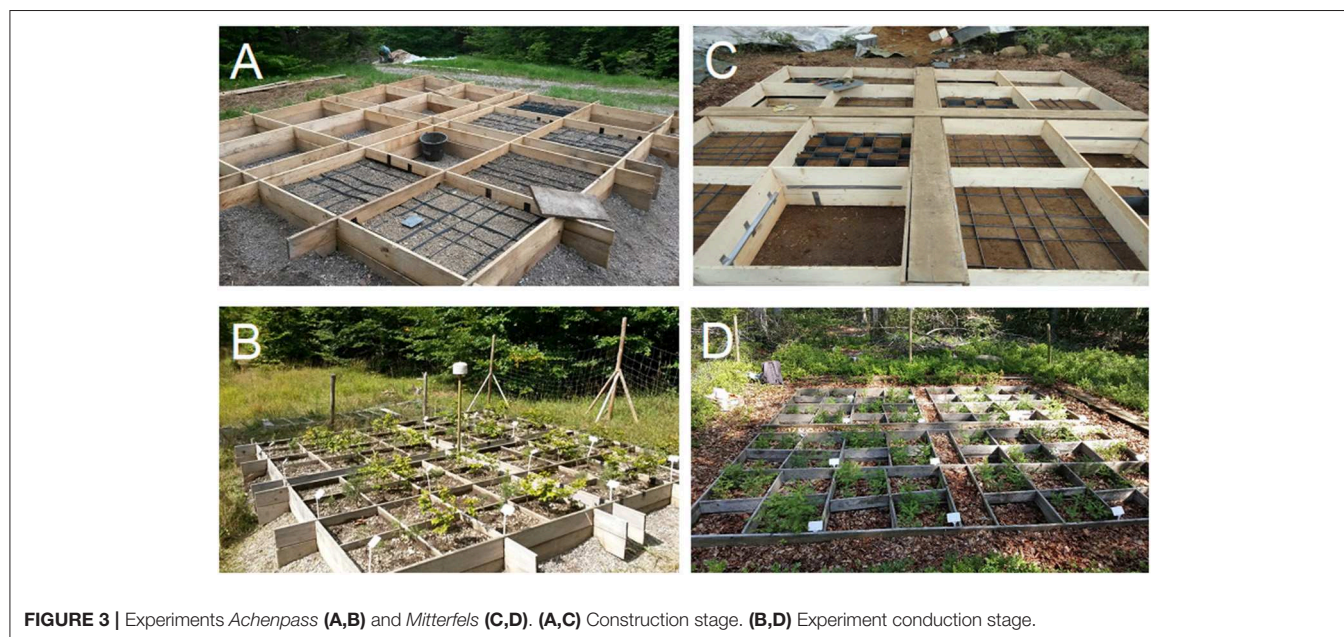 A
C
B
D
FIGURE 3 | Experiments Achenpass (A,B) and Mitterfels (C,D). (A,C) Construction stage. (B,D) Experiment conduction stage.